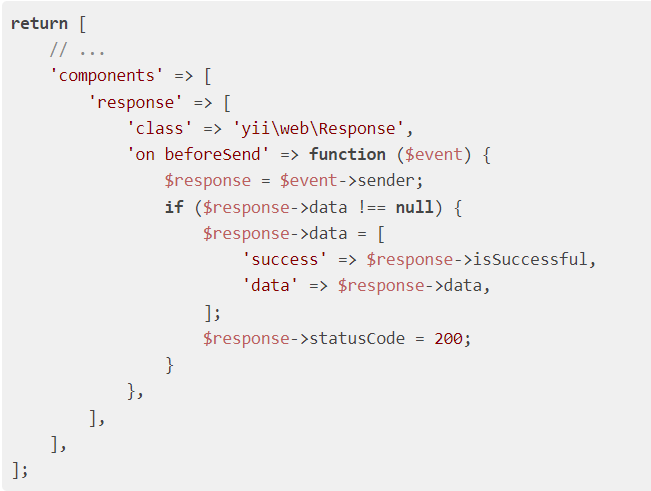 return [
    // ...
    'components' => [
        'response' => [
            'class' => 'yii\web\Response',
            'on beforeSend' => function ($event) {
                $response = $event->sender;
                if ($response->data !== null) {
                    $response->data = [
                        'success' => $response->isSuccessful,
                        'data' => $response->data,
                    ];
                    $response->statusCode = 200;
                }
            },
        ],
    ],
];